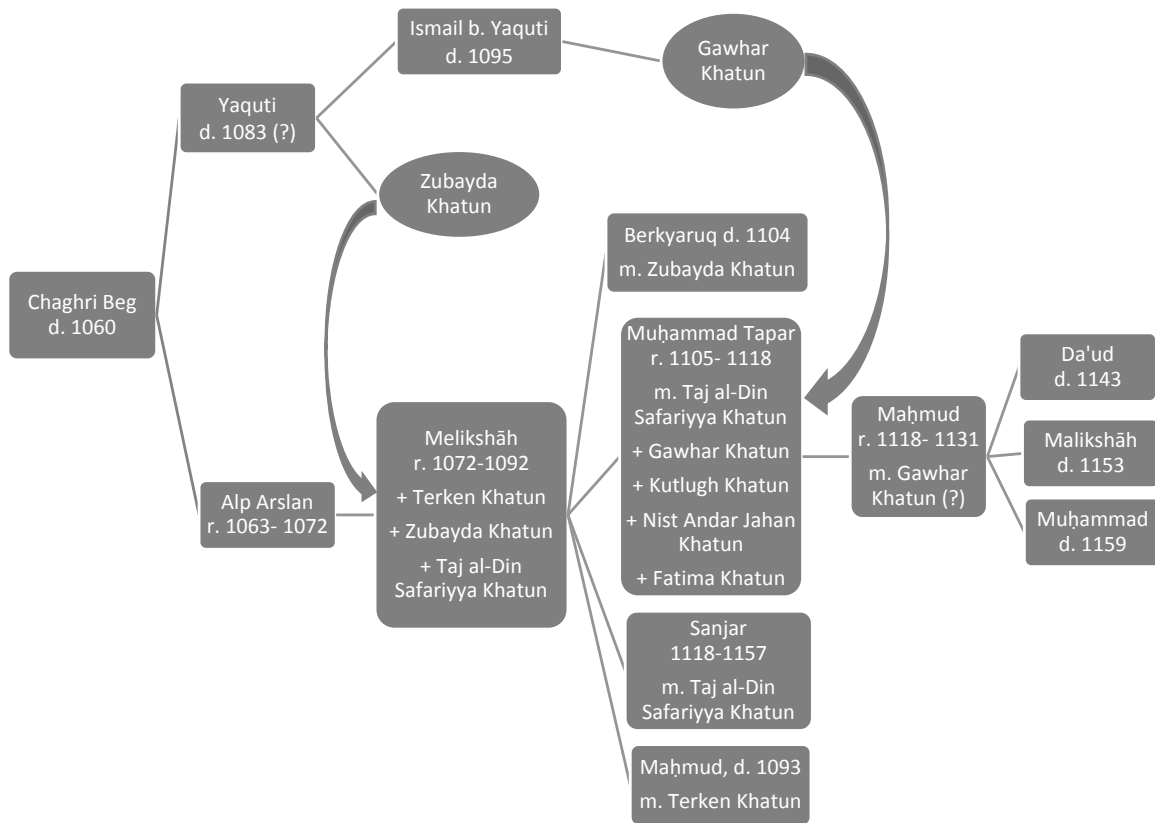 Ismail b. Yaquti
d. 1095
Gawhar
Khatun
Yaquti
d. 1083 (?)
Zubayda
Khatun
Chaghri Beg
d. 1060
Alp Arslan
r. 1063- 1072
Melikshāh
r. 1072-1092
+ Terken Khatun
+ Zubayda Khatun
+ Taj al-Din
Safariyya Khatun
Berkyaruq d. 1104
m. Zubayda Khatun
Muḥammad Tapar
r. 1105- 1118
m. Taj al-Din
Safariyya Khatun
+ Gawhar Khatun
+ Kutlugh Khatun
+ Nist Andar Jahan
Khatun
+ Fatima Khatun
Sanjar
1118-1157
m. Taj al-Din
Safariyya Khatun
Maḥmud, d. 1093
m. Terken Khatun
Maḥmud
r. 1118- 1131
m. Gawhar
Khatun (?)
Da'ud
d. 1143
Malikshāh
d. 1153
Muḥammad
d. 1159